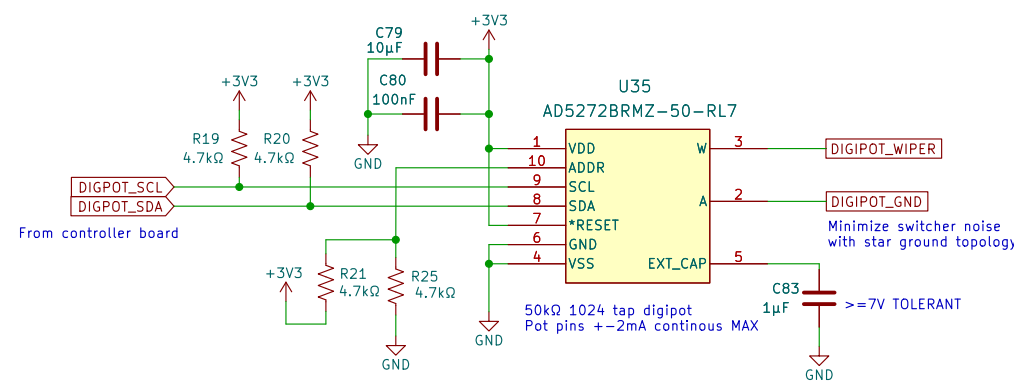 +3V3
C79
10µF
C80
100nF
GND
+3V3
+3V3
R19
4.7kΩ
R20
4.7kΩ
DIGPOT_SCL
DIGPOT_SDA
From controller board
+3V3
R21
4.7kΩ
R25
4.7kΩ
GND
GND
U35
AD5272BRMZ-50-RL7
1 VDD
10 ADDR
9 SCL
8 SDA
7 *RESET
6 GND
4 VSS
W 3
A 2
EXT_CAP 5
DIGIPOT_WIPER
DIGIPOT_GND
Minimize switcher noise
with star ground topology
50kΩ 1024 tap digipot
Pot pins +-2mA continous MAX
C83
1µF
>=7V TOLERANT
GND